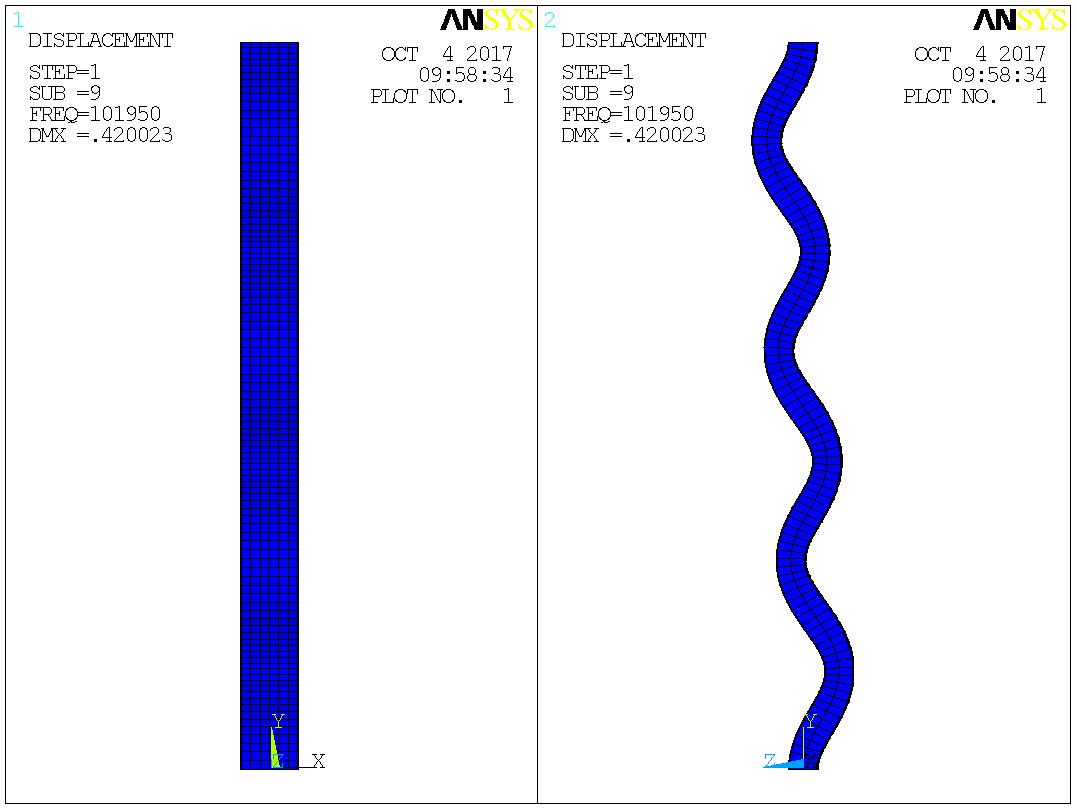 1
ANSYS
DISPLACEMENT
STEP=1
SUB =9
FREQ=101950
DMX =.420023
OCT  4 2017
09:58:34
PLOT NO.   1
Y
Z
X
2
ANSYS
DISPLACEMENT
STEP=1
SUB =9
FREQ=101950
DMX =.420023
OCT  4 2017
09:58:34
PLOT NO.   1
Y
Z